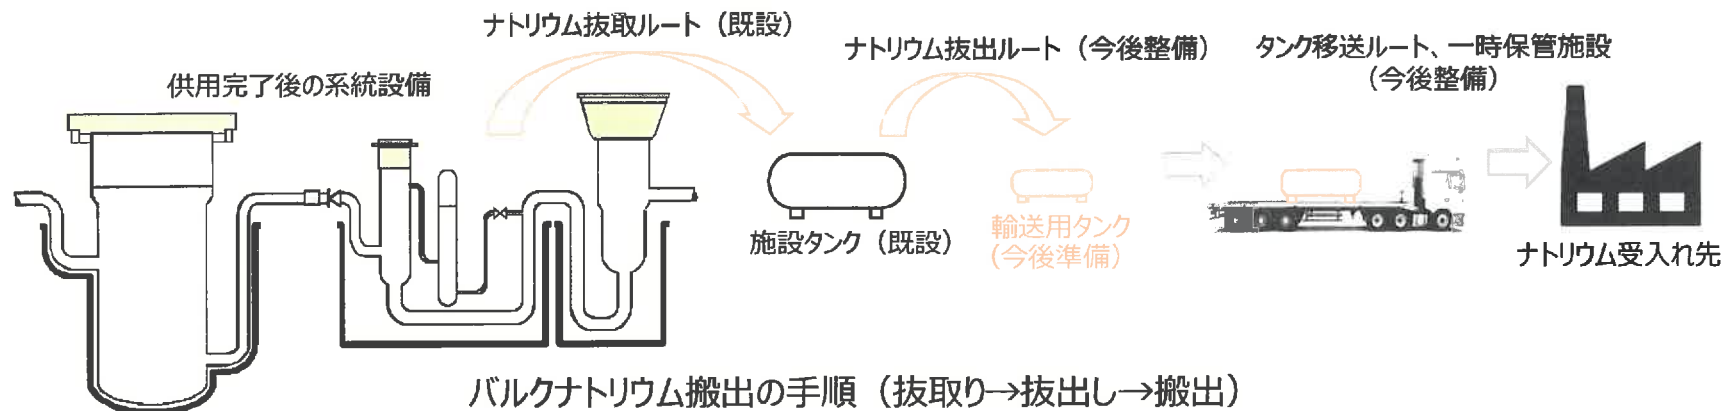 ナトリウム抜取ルート（既設）
ナトリウム抜出ルート（今後整備）
タンク移送ルート、一時保管施設
（今後整備）
供用完了後の系統設備
施設タンク（既設）
輸送用タンク
（今後準備）
ナトリウム受入れ先
バルクナトリウム搬出の手順（抜取り→抜出し→搬出）